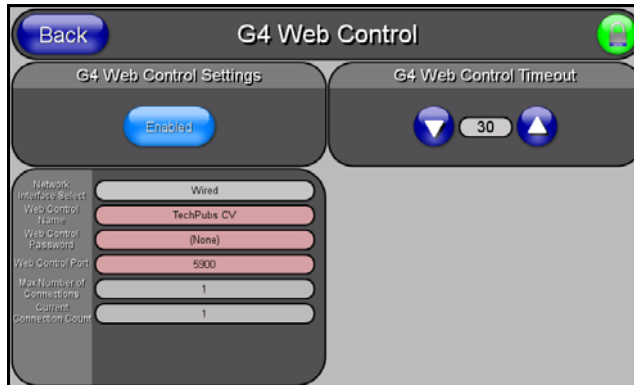 Back
G4 Web Control
G4 Web Control Settings
G4 Web Control Timeout
Enabled
30
Network
Interface Select
Wired
Web Control
Name
TechPubs CV
Web Control
Password
(None)
Web Control Port
5900
Max Number of
Connections
1
Current
Connection Count
1